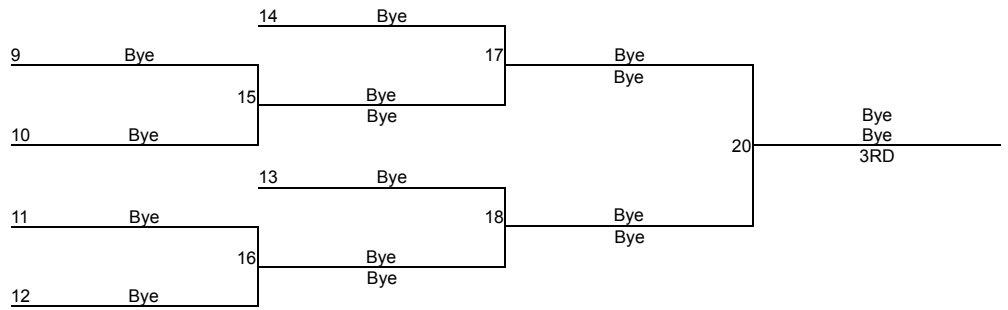 14 Bye
9 Bye
17 Bye
Bye
15 Bye
Bye
10 Bye
20 Bye
Bye
3RD
13 Bye
11 Bye
18 Bye
Bye
16 Bye
Bye
12 Bye